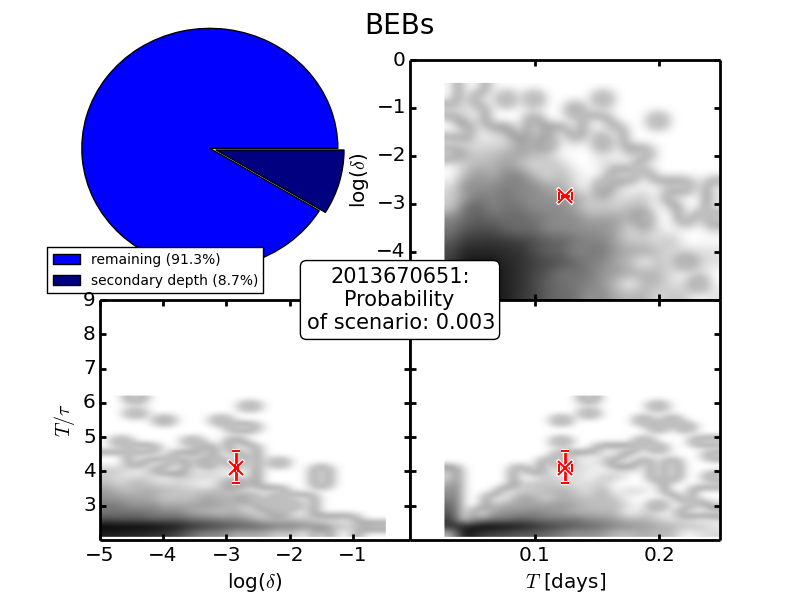 BEBs
remaining (91.3%)
secondary depth (8.7%)
log(δ)
0
−1
−2
−3
−4
2013670651:
Probability
of scenario: 0.003
T/τ
9
8
7
6
5
4
3
−5
−4
−3
−2
−1
log(δ)
0.1
0.2
T [days]